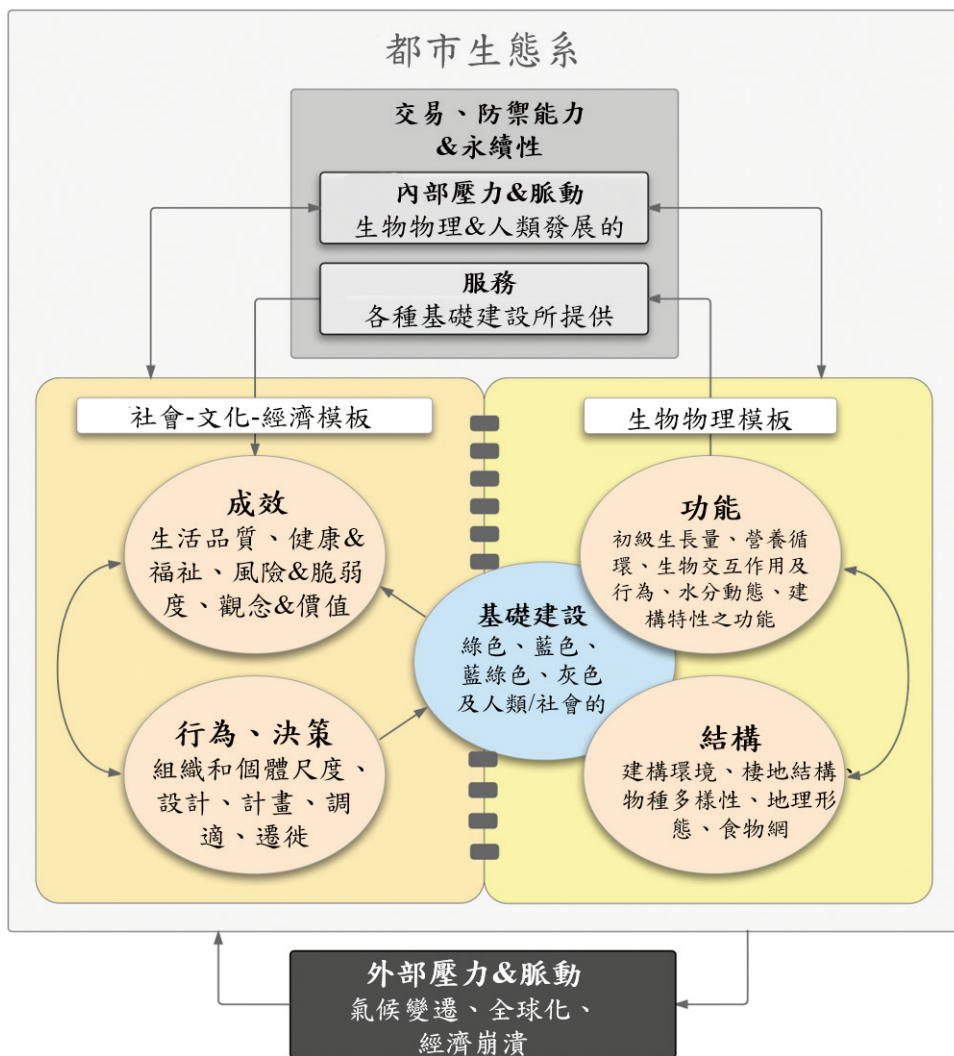 都市生態系
交易、防禦能力
&永續性
內部壓力&脈動
生物物理&人類發展的
服務
各種基礎建設所提供
社會-文化-經濟模板
生物物理模板
成效
生活品質、健康&
福祉、風險&脆弱
度、觀念&價值
功能
初級生長量、營養循
環、生物交互作用及
行為、水分動態、建
構特性之功能
基礎建設
綠色、藍色、
藍綠色、灰色
及人類/社會的
行為、決策
組織和個體尺度、
設計、計畫、調
適、遷徙
結構
建構環境、棲地結構、
物種多樣性、地理形
態、食物網
外部壓力&脈動
氣候變遷、全球化、
經濟崩潰